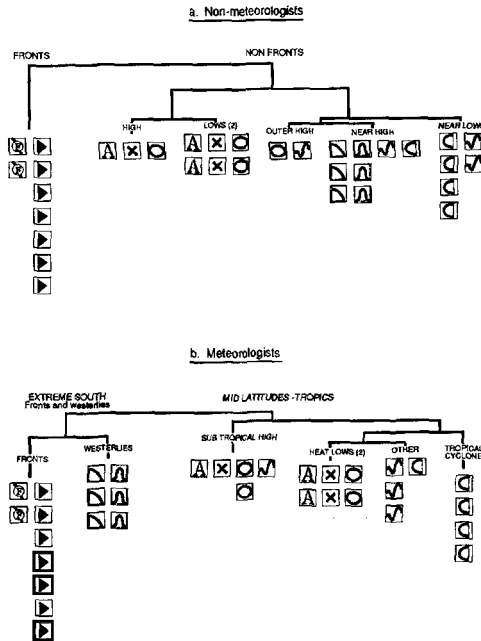 a. Non-meteorologists
FRONTS
NON FRONTS
HIGH
LOWS (2)
OUTER HIGH
NEAR HIGH
NEAR LOW
A
A
A
b. Meteorologists
EXTREME SOUTH
Fronts and westerlies
MID LATITUDES - TROPICS
FRONTS
WESTERLIES
SUB TROPICAL HIGH
HEAT LOWS (2)
OTHER
TROPICAL
CYCLONE
A
A
A